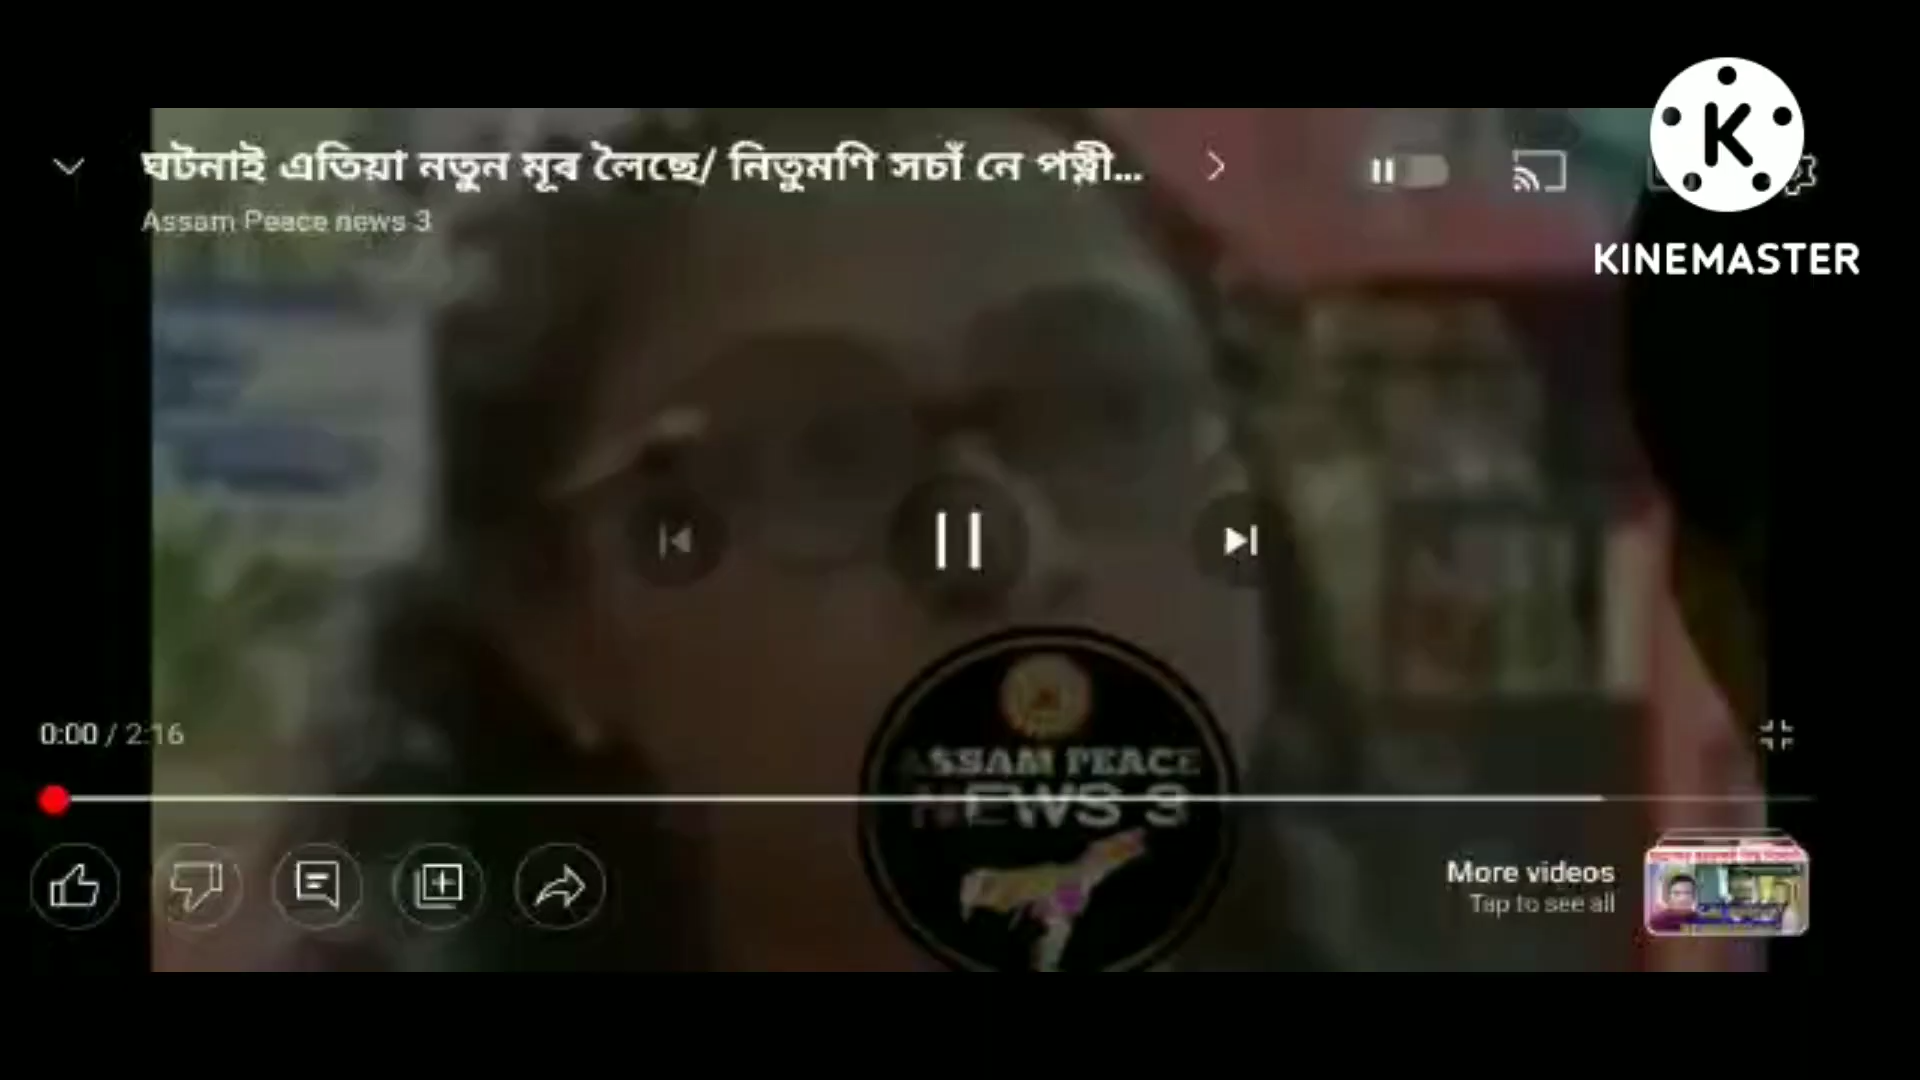 ঘটনাই এতিয়া নতুন মূৰ লৈছে/ নিতুমণি সচাঁ নে পত্নী...
Assam Peace news 3
K
KINEMASTER
ASSAM PEACE
NEWS 3
0:00 / 2:16
More videos
Tap to see all